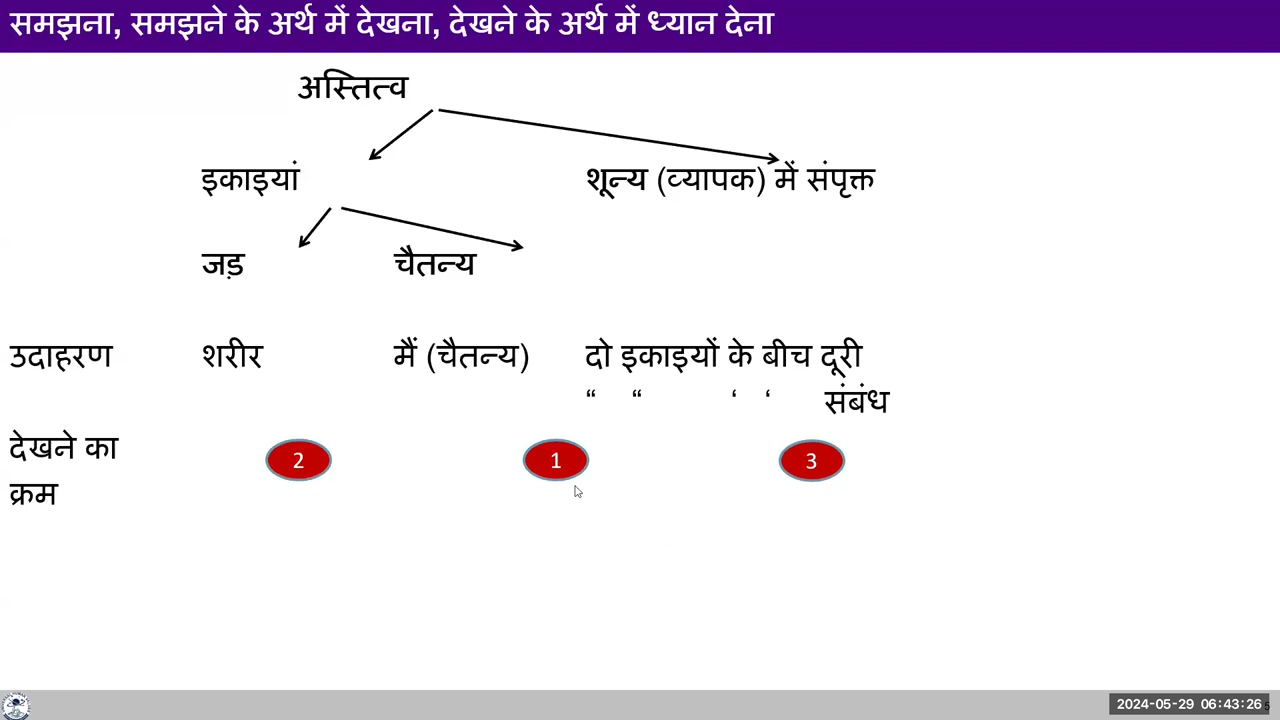 समझना, समझने के अर्थ में देखना, देखने के अर्थ में ध्यान देना
अस्तित्व
इकाइयां शून्य (व्यापक) में संपृक्त
जड़ चैतन्य
उदाहरण शरीर मैं (चैतन्य) दो इकाइयों के बीच दूरी
“ “ ‘ ‘ संबंध
देखने का
क्रम
2 1 3
2024-05-29 06:43:26
5